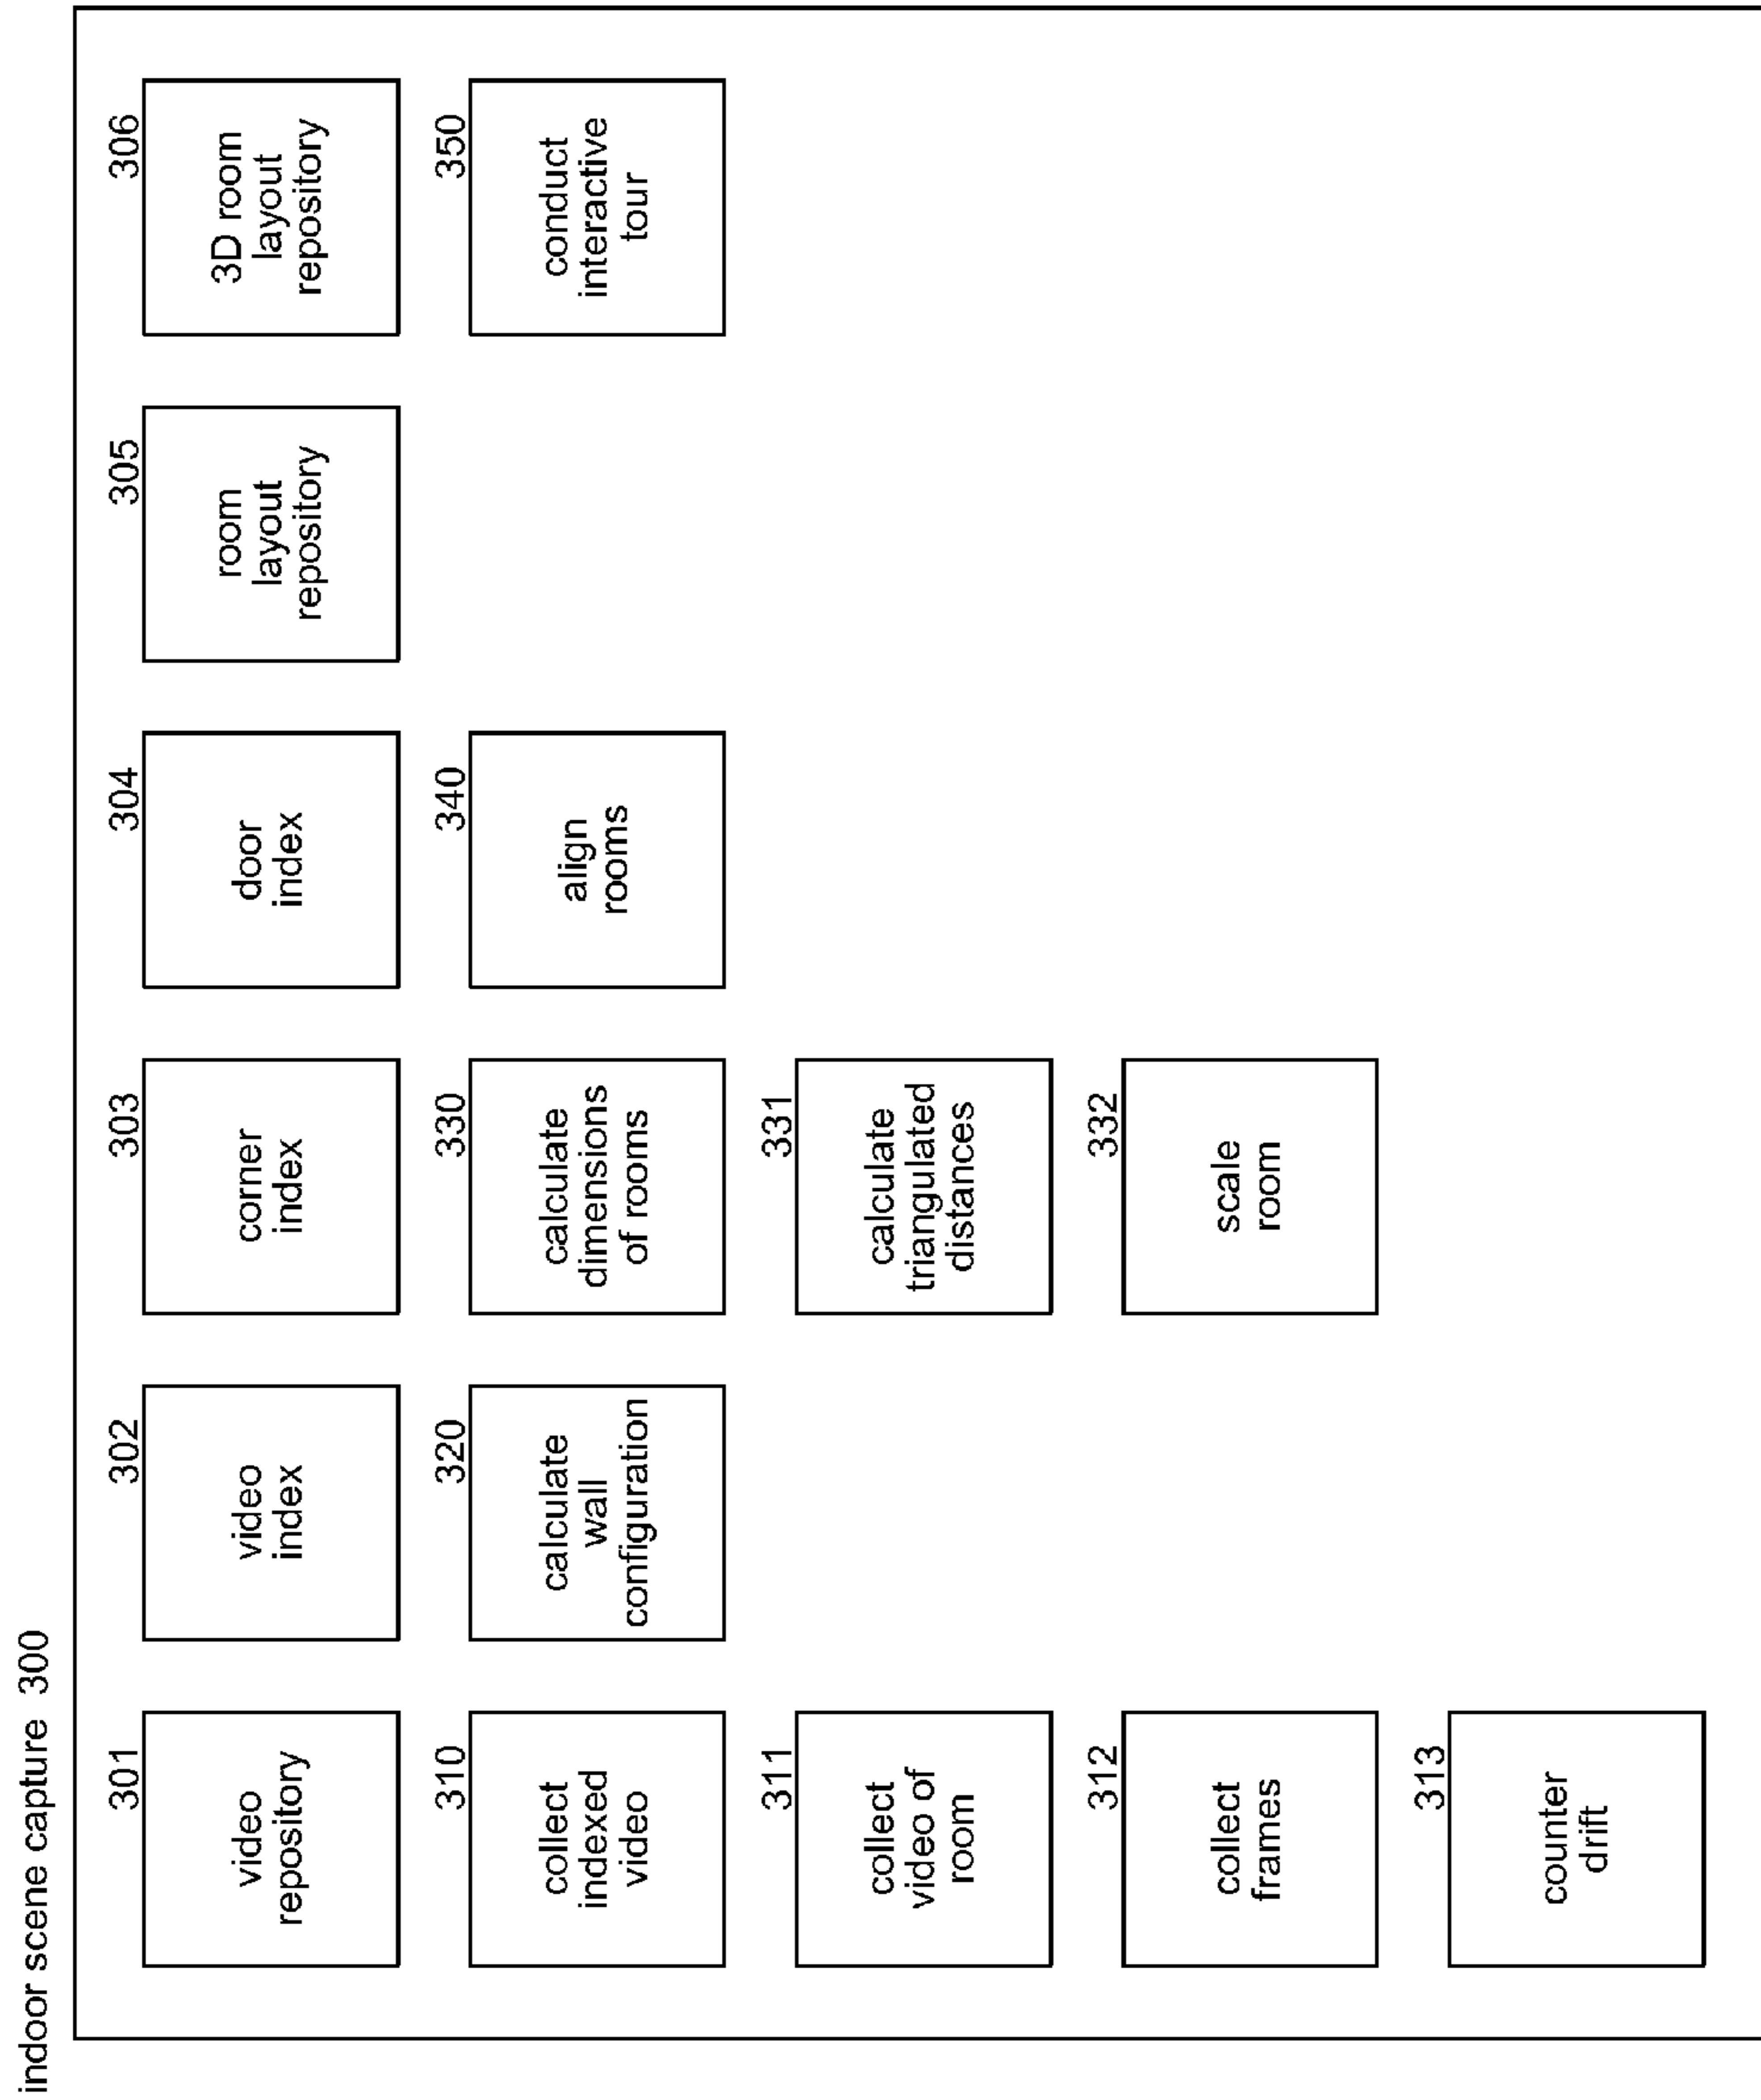 indoor scene capture 300
301
video
repository
302
video
index
303
corner
index
304
door
index
305
room
layout
repository
306
3D room
layout
repository
310
collect
indexed
video
320
calculate
wall
configuration
330
calculate
dimensions
of rooms
340
align
rooms
350
conduct
interactive
tour
311
collect
video of
room
331
calculate
triangulated
distances
312
collect
frames
332
scale
room
313
counter
drift